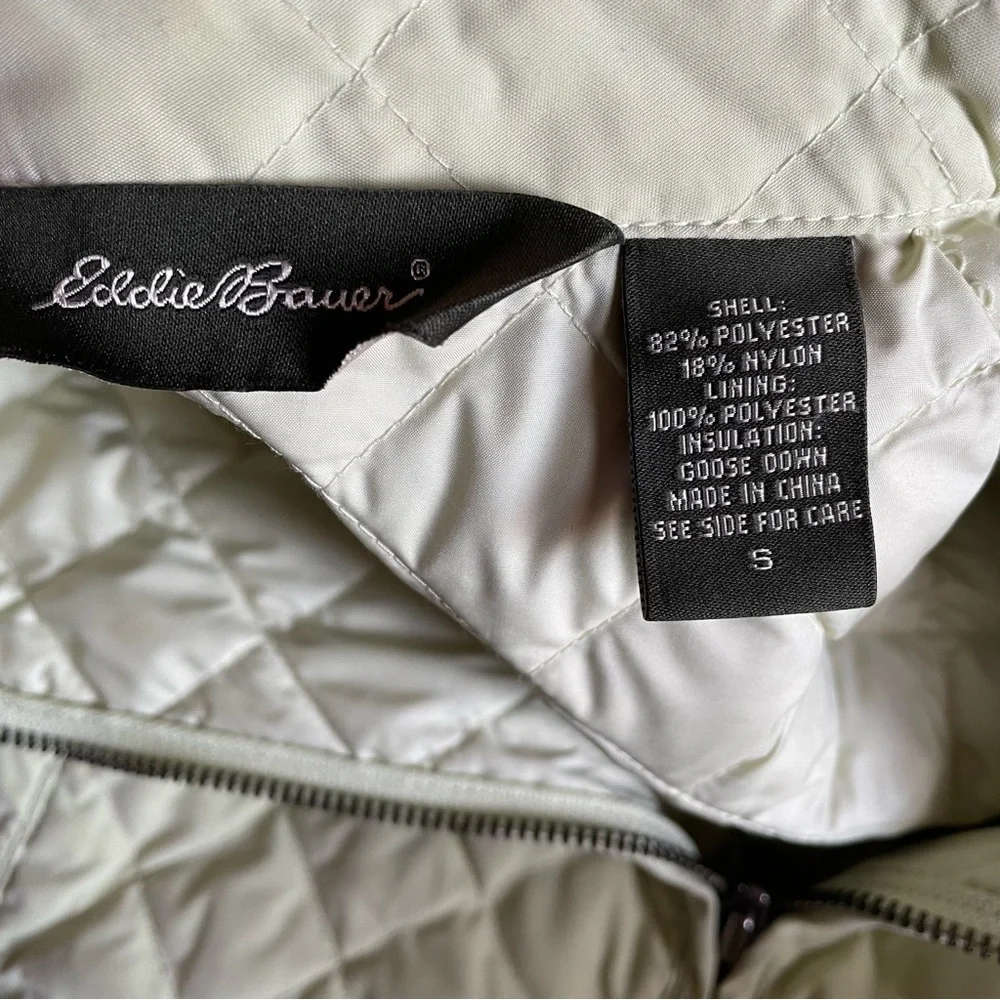 Eddie Bauer®
SHELL:
82% POLYESTER
18% NYLON
LINING:
100% POLYESTER
INSULATION:
GOOSE DOWN
MADE IN CHINA
SEE SIDE FOR CARE
S